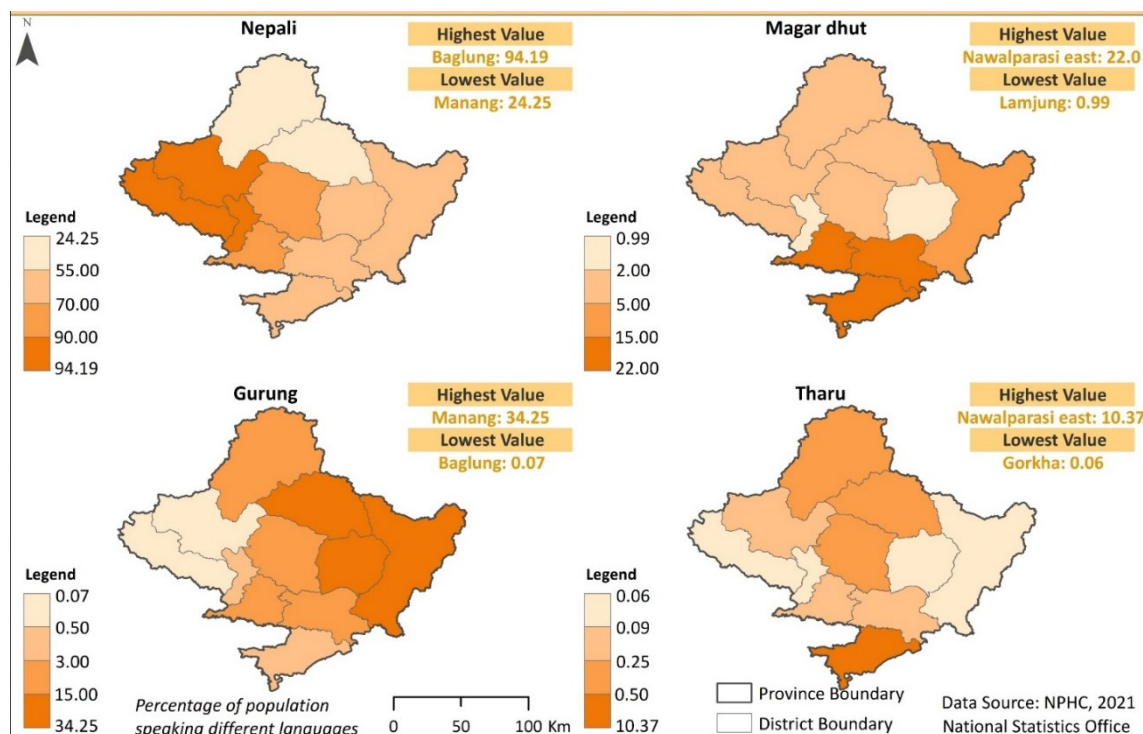 N
Nepali
Highest Value
Baglung: 94.19
Lowest Value
Manang: 24.25
Legend
24.25
55.00
70.00
90.00
94.19
Magar dhut
Highest Value
Nawalparasi east: 22.0
Lowest Value
Lamjung: 0.99
Legend
0.99
2.00
5.00
15.00
22.00
Gurung
Highest Value
Manang: 34.25
Lowest Value
Baglung: 0.07
Legend
0.07
0.50
3.00
15.00
34.25
Tharu
Highest Value
Nawalparasi east: 10.37
Lowest Value
Gorkha: 0.06
Legend
0.06
0.09
0.25
0.50
10.37
Percentage of population
speaking different languages
0 50 100 Km
Province Boundary
District Boundary
Data Source: NPHC, 2021
National Statistics Office